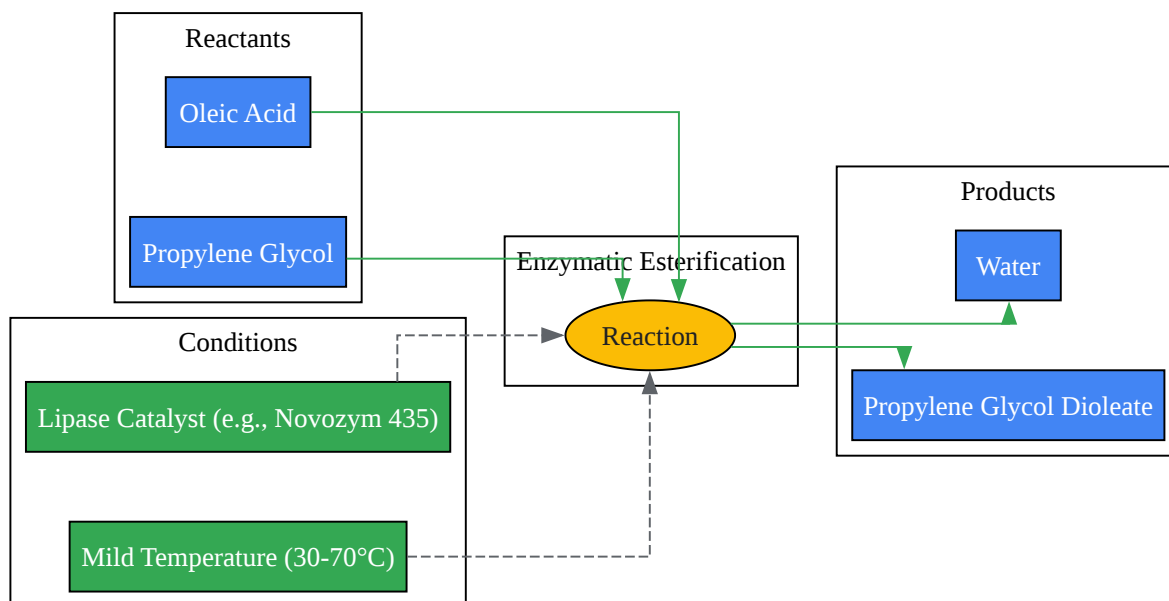 Reactants
Oleic Acid
Propylene Glycol
Conditions
Lipase Catalyst (e.g., Novozym 435)
Mild Temperature (30-70°C)
Enzymatic Esterification
Reaction
Products
Water
Propylene Glycol Dioleate